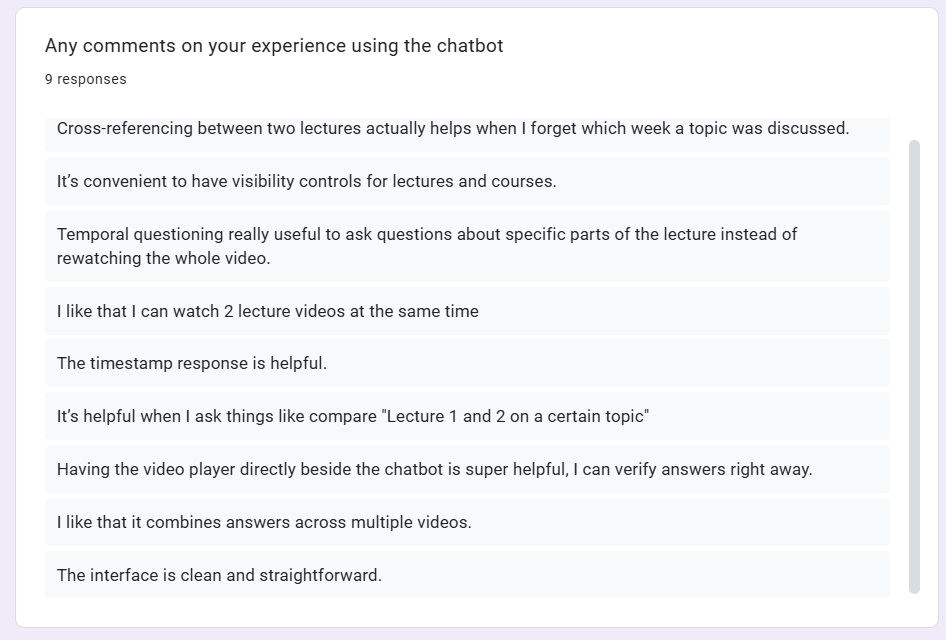 Any comments on your experience using the chatbot
9 responses
Cross-referencing between two lectures actually helps when I forget which week a topic was discussed.
It’s convenient to have visibility controls for lectures and courses.
Temporal questioning really useful to ask questions about specific parts of the lecture instead of
rewatching the whole video.
I like that I can watch 2 lecture videos at the same time
The timestamp response is helpful.
It’s helpful when I ask things like compare "Lecture 1 and 2 on a certain topic"
Having the video player directly beside the chatbot is super helpful, I can verify answers right away.
I like that it combines answers across multiple videos.
The interface is clean and straightforward.